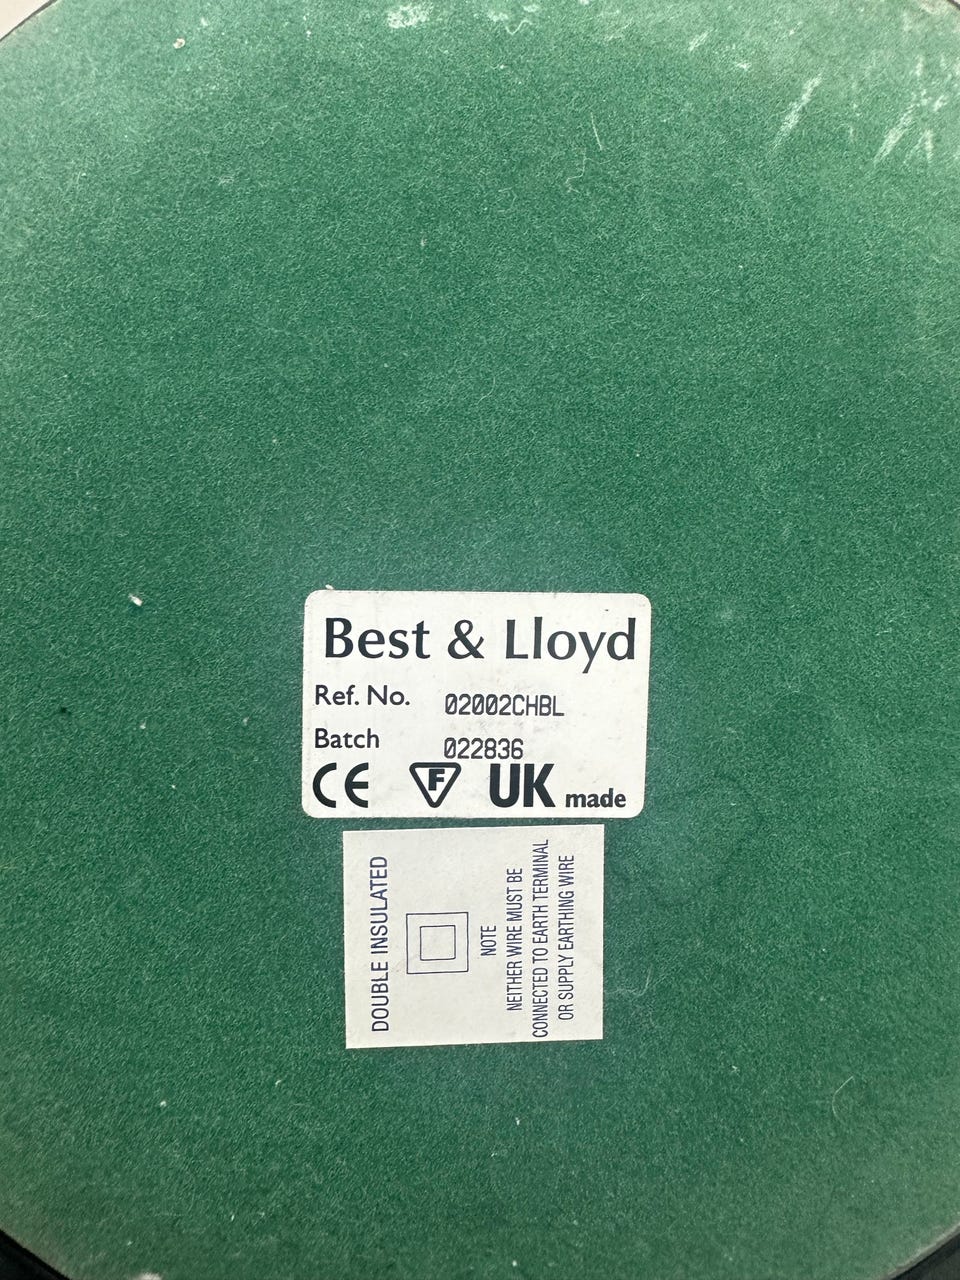 Best & Lloyd
Ref. No. 02002CHBL
Batch 022836
CE F UK made
DOUBLE INSULATED
NOTE
NEITHER WIRE MUST BE
CONNECTED TO EARTH TERMINAL
OR SUPPLY EARTHING WIRE